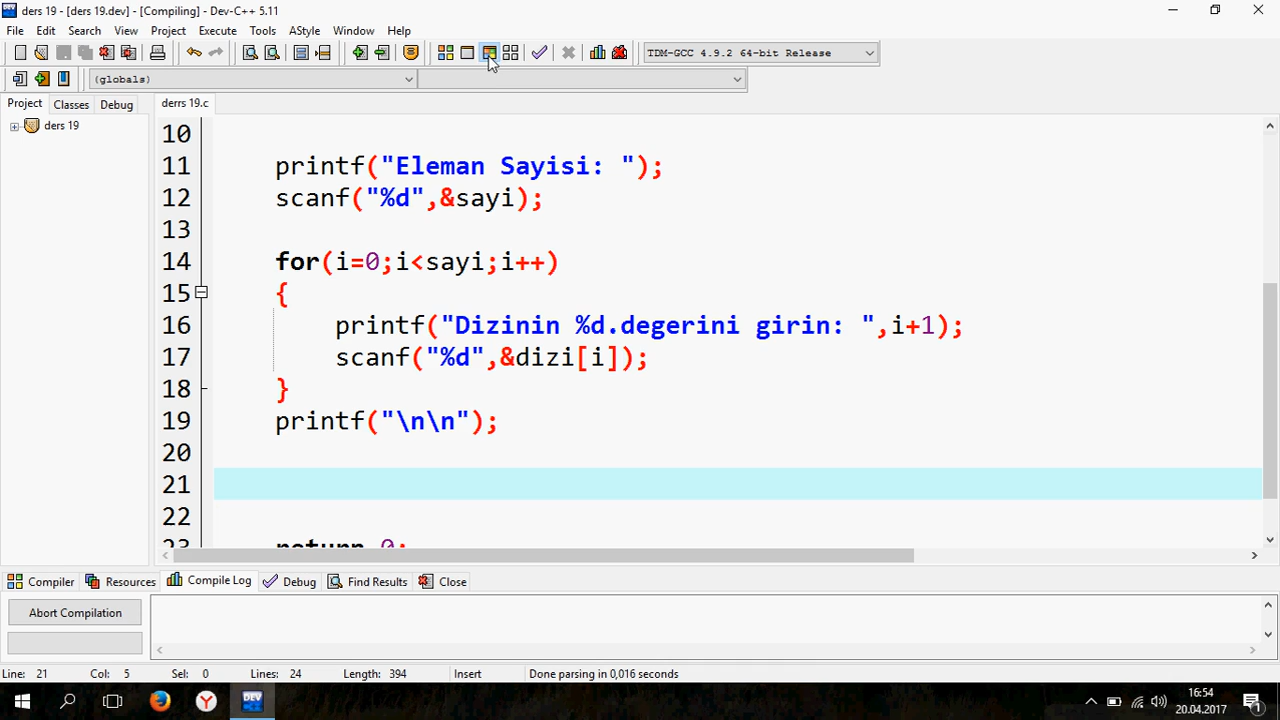 ders 19 - [ders 19.dev] - [Compiling] - Dev-C++ 5.11
File Edit Search View Project Execute Tools AStyle Window Help
TDM-GCC 4.9.2 64-bit Release
(globals)
Project Classes Debug
derrs 19.c
ders 19
10
11 printf("Eleman Sayisi: ");
12 scanf("%d",&sayi);
13
14 for(i=0;i<sayi;i++)
15 {
16 printf("Dizinin %d.degerini girin: ",i+1);
17 scanf("%d",&dizi[i]);
18 }
19 printf("\n\n");
20
21
22
23 return 0;
Compiler Resources Compile Log Debug Find Results Close
Abort Compilation
Line: 21 Col: 5 Sel: 0 Lines: 24 Length: 394 Insert Done parsing in 0,016 seconds
DEV
16:54
20.04.2017
1